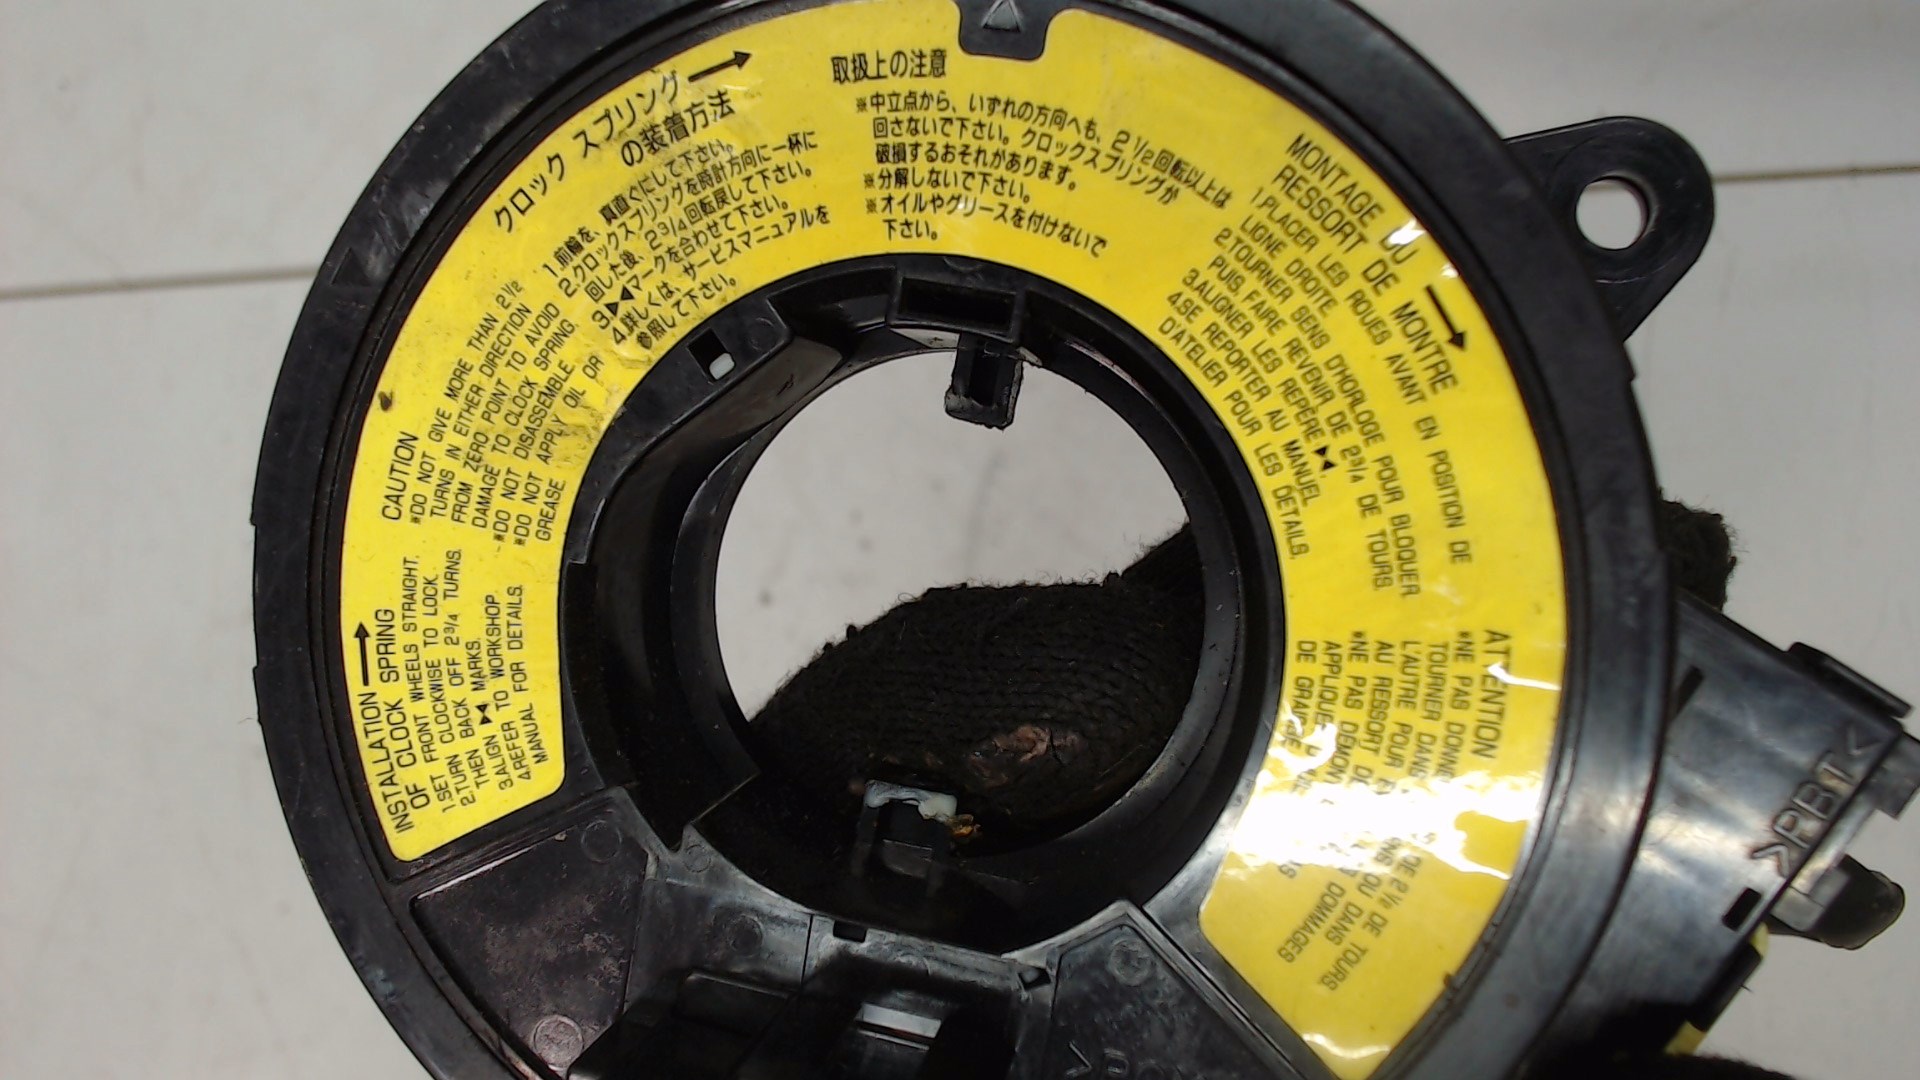 INSTALLATION →
OF CLOCK SPRING
1.SET FRONT WHEELS STRAIGHT.
2.TURN CLOCKWISE TO LOCK.
THEN BACK OFF 2 3/4 TURNS.
3.ALIGN ▶◀ MARKS.
4.REFER TO WORKSHOP
MANUAL FOR DETAILS.
CAUTION
※DO NOT GIVE MORE THAN 2 1/2
TURNS IN EITHER DIRECTION
FROM ZERO POINT TO AVOID
DAMAGE TO CLOCK SPRING.
※DO NOT DISASSEMBLE.
※DO NOT APPLY OIL OR
GREASE
クロック スプリング →
の装着方法
1.前輪を、真直ぐにして下さい。
2.クロックスプリングを時計方向に一杯に
回した後、2 3/4回転戻して下さい。
3.▶◀マークを合わせて下さい。
4.詳しくは、サービスマニュアルを
参照して下さい。
取扱上の注意
※中立点から、いずれの方向へも、2 1/2回転以上は
回さないで下さい。クロックスプリングが
破損するおそれがあります。
※分解しないで下さい。
※オイルやグリースを付けないで
下さい。
MONTAGE DU →
RESSORT DE MONTRE
1.PLACER LES ROUES AVANT EN POSITION DE
LIGNE DROITE
2.TOURNER SENS D'HORLOGE POUR BLOQUER
PUIS FAIRE REVENIR DE 2 3/4 DE TOURS.
3.ALIGNER LES REPÈRE ▶◀.
4.SE REPORTER AU MANUEL
D'ATELIER POUR LES DETAILS.
ATTENTION
※NE PAS DE 2 1/2 DE TOURS.
TOURNER DANS OU DANS
L'AUTRE POUR DOMMAGES
AU RESSORT DE
※NE PAS
APPLIQUE
DE
>PBT<